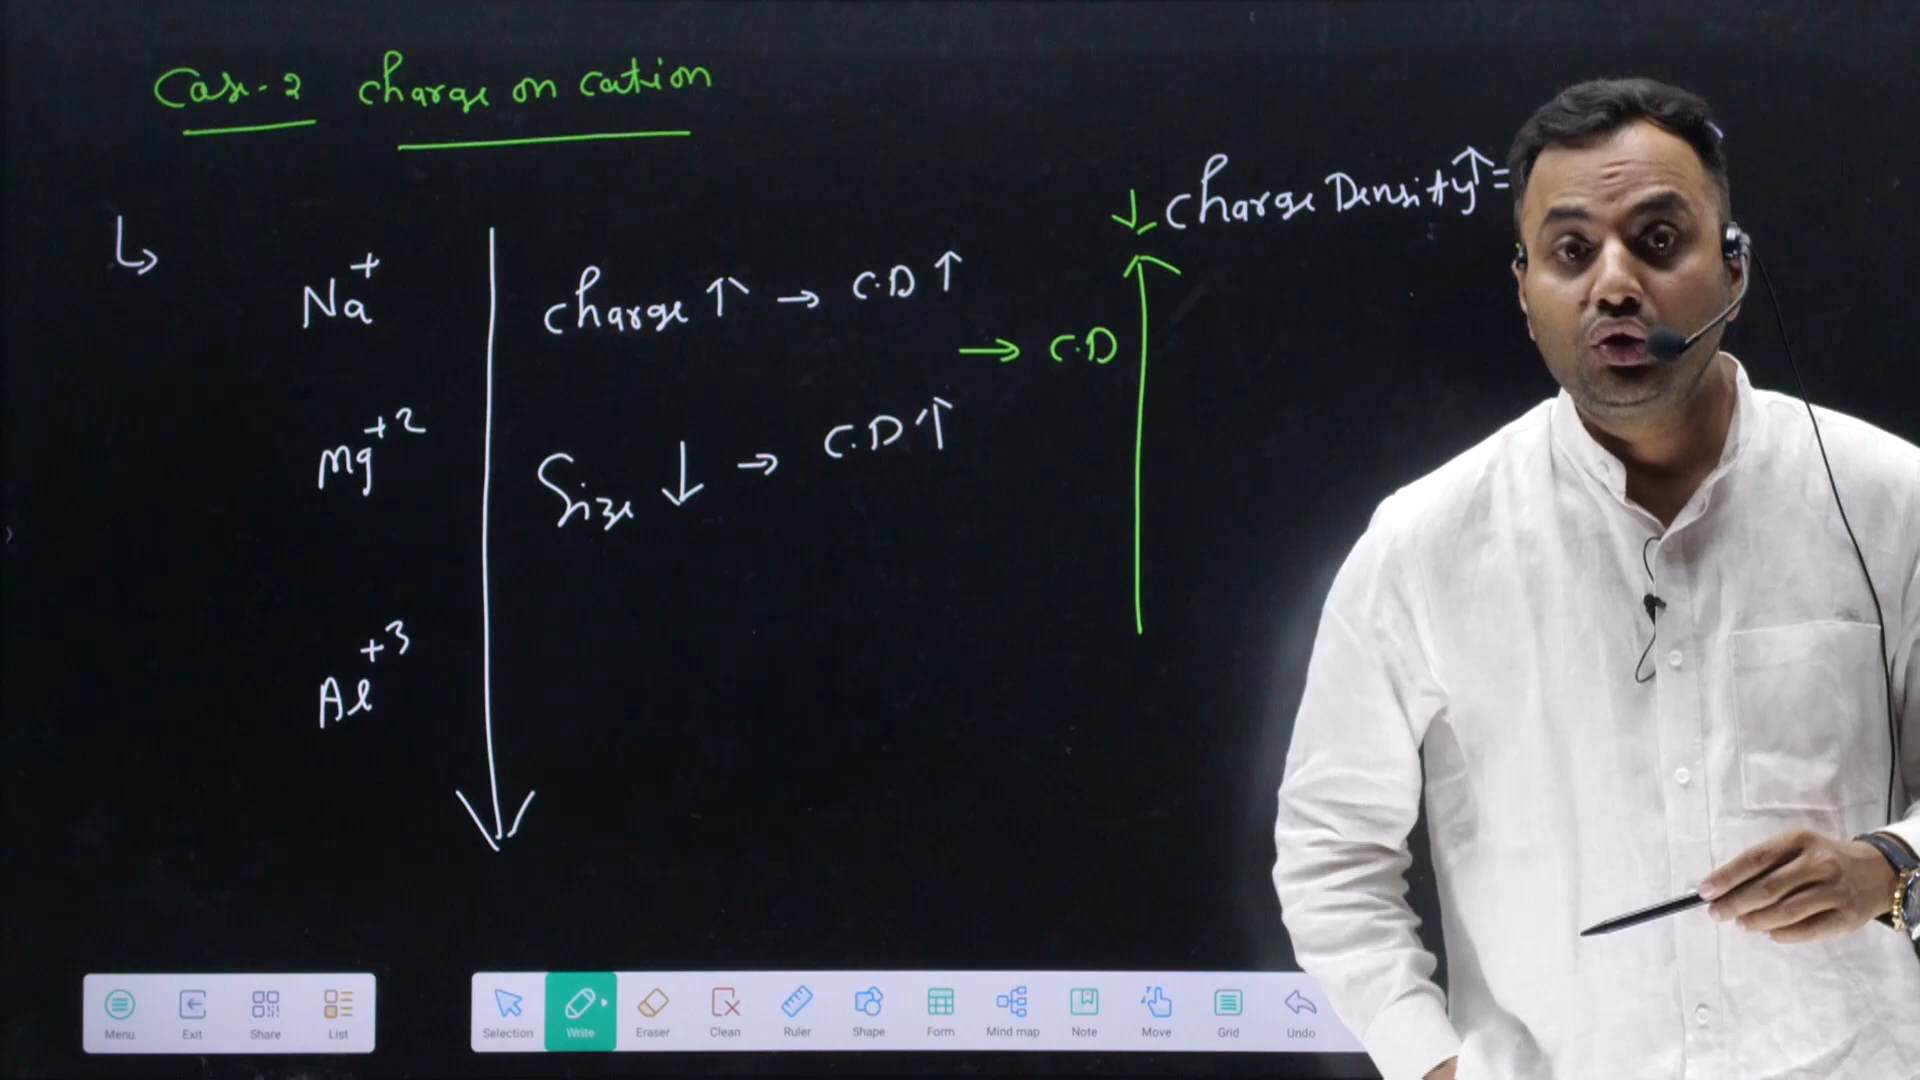 Case-2 charge on cation
↓ Charge Density↑ =
↳ Na⁺
charge ↑ → C.D ↑
→ C.D ↑
Mg⁺²
Size ↓ → C.D ↑
Al⁺³
Menu Exit Share List
Selection Write Eraser Clean Ruler Shape Form Mind map Note Move Grid Undo